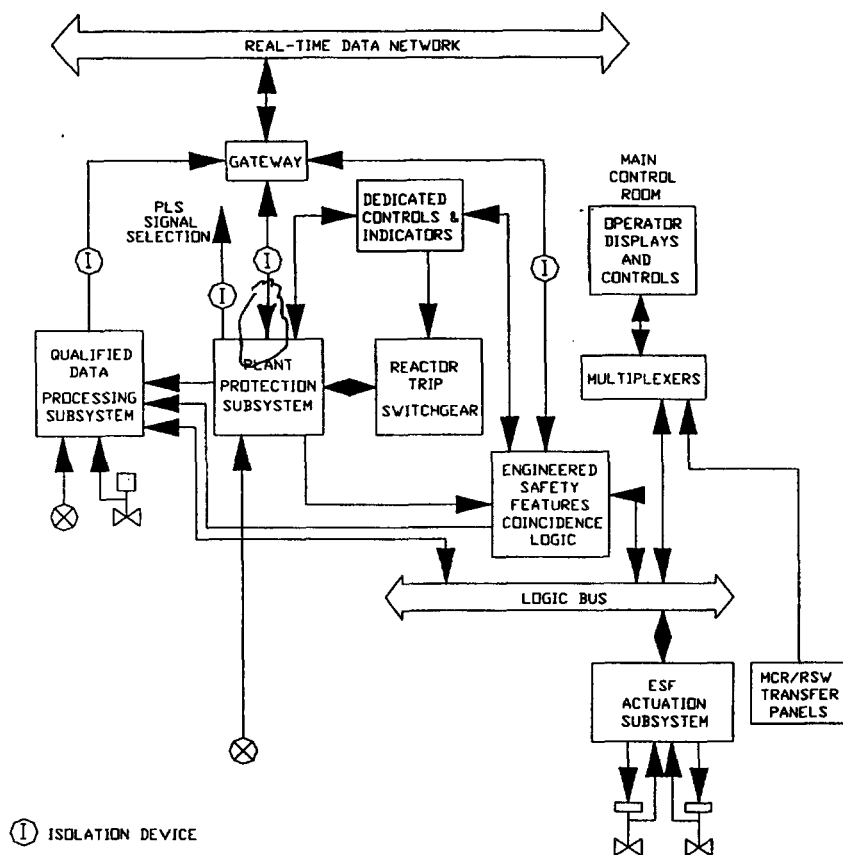 REAL-TIME DATA NETWORK
GATEWAY
PLS
SIGNAL
SELECTION
DEDICATED
CONTROLS &
INDICATORS
MAIN
CONTROL
ROOM
OPERATOR
DISPLAYS
AND
CONTROLS
I
I
I
I
QUALIFIED
DATA
PROCESSING
SUBSYSTEM
PLANT
PROTECTION
SUBSYSTEM
REACTOR
TRIP
SWITCHGEAR
MULTIPLEXERS
ENGINEERED
SAFETY
FEATURES
COINCIDENCE
LOGIC
LOGIC BUS
ESF
ACTUATION
SUBSYSTEM
MCR/RSW
TRANSFER
PANELS
I ISOLATION DEVICE